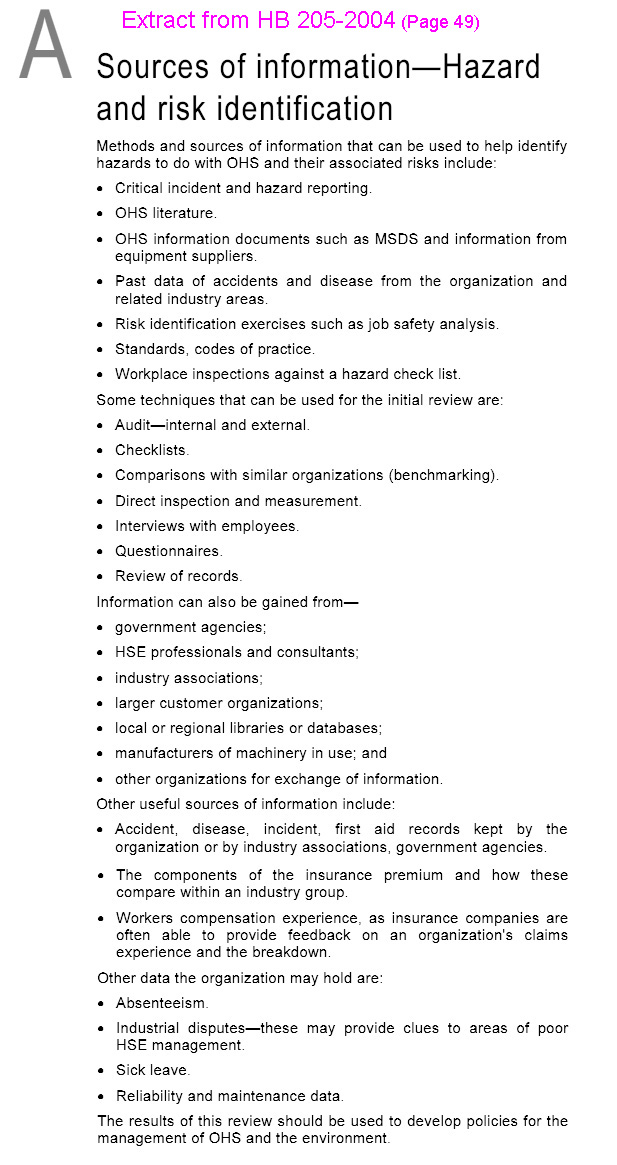 Extract from HB 205-2004 (Page 49)
A
Sources of information—Hazard
and risk identification
Methods and sources of information that can be used to help identify
hazards to do with OHS and their associated risks include:
• Critical incident and hazard reporting.
• OHS literature.
• OHS information documents such as MSDS and information from
equipment suppliers.
• Past data of accidents and disease from the organization and
related industry areas.
• Risk identification exercises such as job safety analysis.
• Standards, codes of practice.
• Workplace inspections against a hazard check list.
Some techniques that can be used for the initial review are:
• Audit—internal and external.
• Checklists.
• Comparisons with similar organizations (benchmarking).
• Direct inspection and measurement.
• Interviews with employees.
• Questionnaires.
• Review of records.
Information can also be gained from—
• government agencies;
• HSE professionals and consultants;
• industry associations;
• larger customer organizations;
• local or regional libraries or databases;
• manufacturers of machinery in use; and
• other organizations for exchange of information.
Other useful sources of information include:
• Accident, disease, incident, first aid records kept by the
organization or by industry associations, government agencies.
• The components of the insurance premium and how these
compare within an industry group.
• Workers compensation experience, as insurance companies are
often able to provide feedback on an organization's claims
experience and the breakdown.
Other data the organization may hold are:
• Absenteeism.
• Industrial disputes—these may provide clues to areas of poor
HSE management.
• Sick leave.
• Reliability and maintenance data.
The results of this review should be used to develop policies for the
management of OHS and the environment.